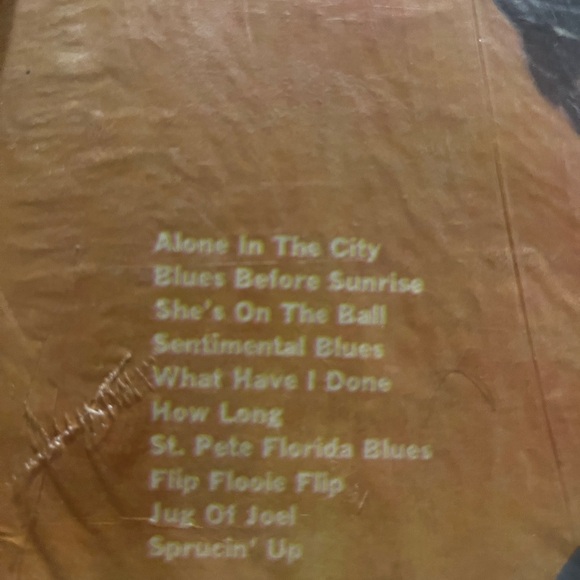 Alone In The City
Blues Before Sunrise
She's On The Ball
Sentimental Blues
What Have I Done
How Long
St. Pete Florida Blues
Flip Flooie Flip
Jug Of Joel
Sprucin' Up